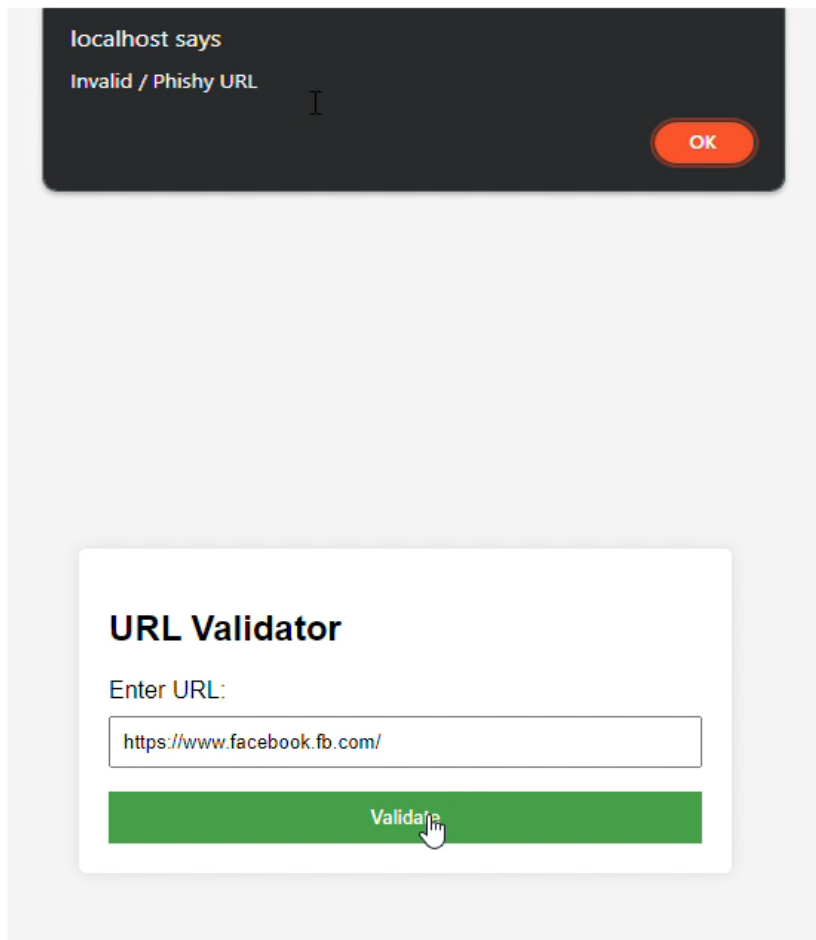 localhost says
Invalid / Phishy URL
OK
URL Validator
Enter URL:
https://www.facebook.fb.com/
Validate